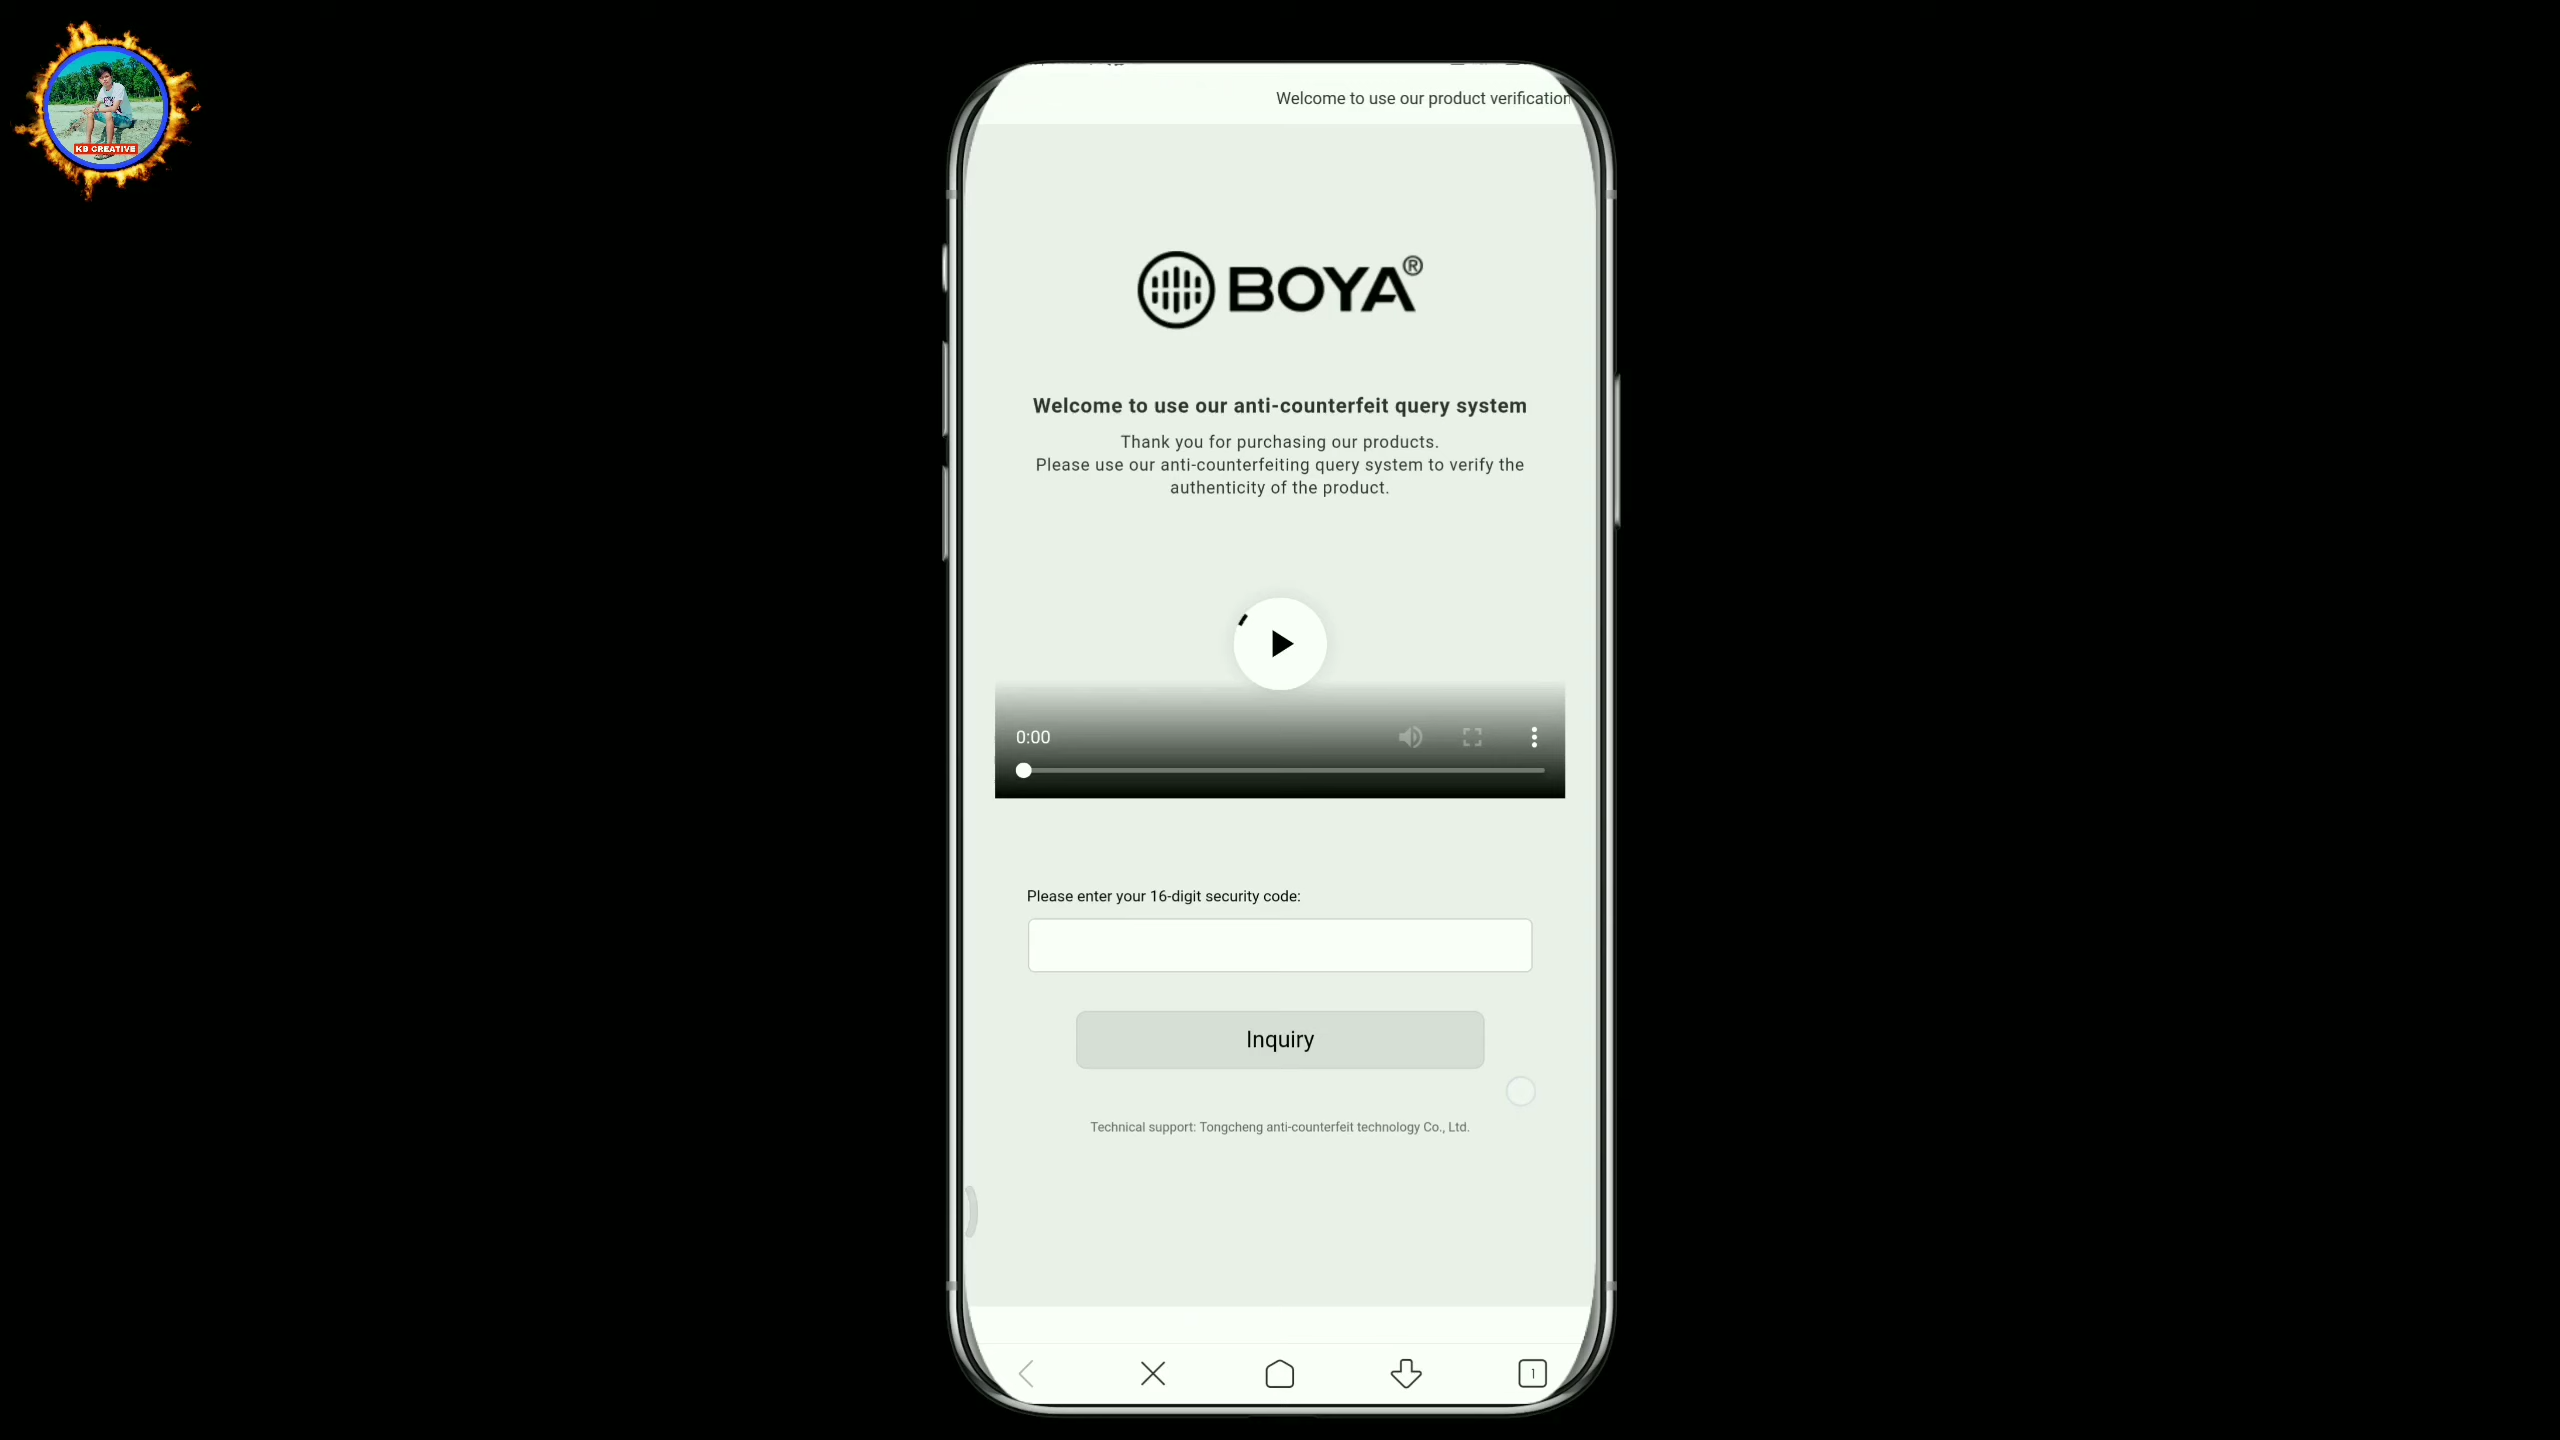 KB CREATIVE
Welcome to use our product verification
BOYA®
Welcome to use our anti-counterfeit query system
Thank you for purchasing our products.
Please use our anti-counterfeiting query system to verify the
authenticity of the product.
0:00
Please enter your 16-digit security code:
Inquiry
Technical support: Tongcheng anti-counterfeit technology Co., Ltd.
1